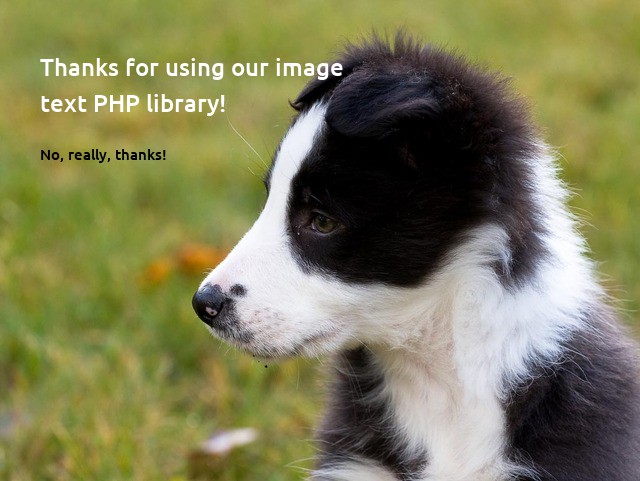 Thanks for using our image
text PHP library!
No, really, thanks!